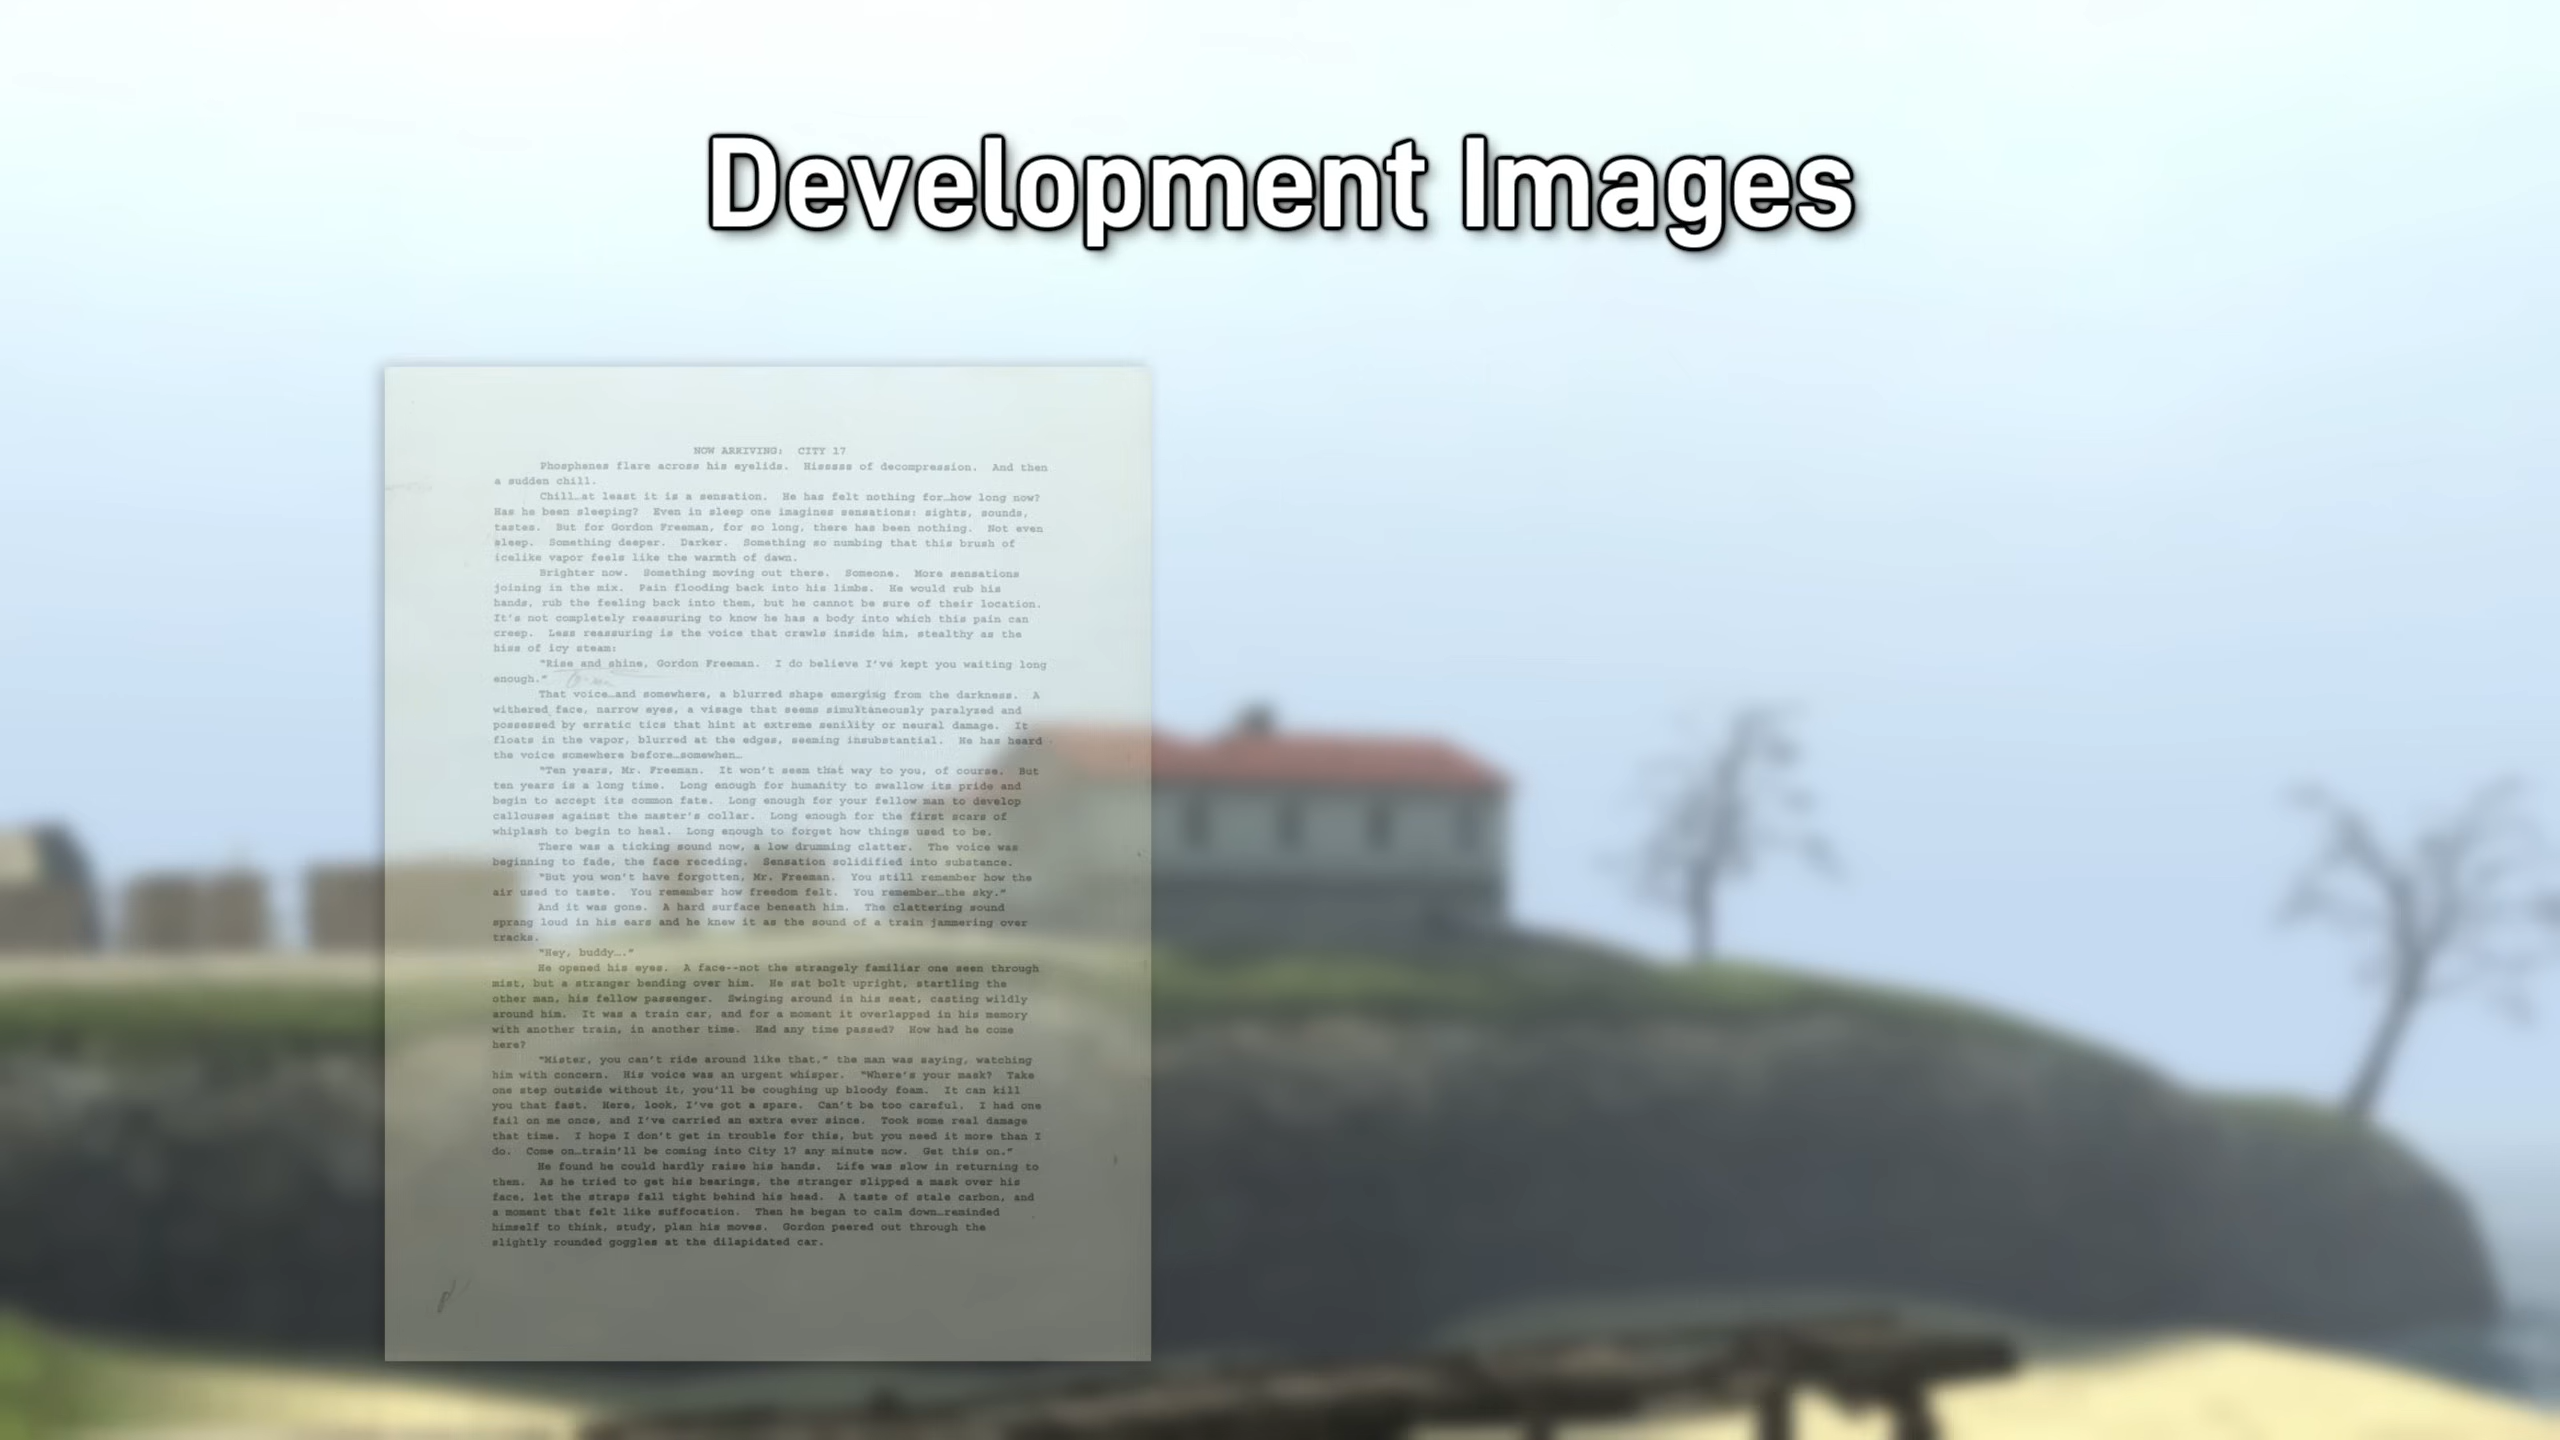 Development Images
NOW ARRIVING: CITY 17
Phosphenes flare across his eyelids. Hisssss of decompression. And then
a sudden chill.
Chill…at least it is a sensation. He has felt nothing for…how long now?
Has he been sleeping? Even in sleep one imagines sensations: sights, sounds,
tastes. But for Gordon Freeman, for so long, there has been nothing. Not even
sleep. Something deeper. Darker. Something so numbing that this brush of
icelike vapor feels like the warmth of dawn.
Brighter now. Something moving out there. Someone. More sensations
joining in the mix. Pain flooding back into his limbs. He would rub his
hands, rub the feeling back into them, but he cannot be sure of their location.
It's not completely reassuring to know he has a body into which this pain can
creep. Less reassuring is the voice that crawls inside him, stealthy as the
hiss of icy steam:
"Rise and shine, Gordon Freeman. I do believe I've kept you waiting long
enough."
That voice…and somewhere, a blurred shape emerging from the darkness. A
withered face, narrow eyes, a visage that seems simultaneously paralyzed and
possessed by erratic tics that hint at extreme senility or neural damage. It
floats in the vapor, blurred at the edges, seeming insubstantial. He has heard
the voice somewhere before…somewhen…
"Ten years, Mr. Freeman. It won't seem that way to you, of course. But
ten years is a long time. Long enough for humanity to swallow its pride and
begin to accept its common fate. Long enough for your fellow man to develop
callouses against the master's collar. Long enough for the first scars of
whiplash to begin to heal. Long enough to forget how things used to be.
There was a ticking sound now, a low drumming clatter. The voice was
beginning to fade, the face receding. Sensation solidified into substance.
"But you won't have forgotten, Mr. Freeman. You still remember how the
air used to taste. You remember how freedom felt. You remember…the sky."
And it was gone. A hard surface beneath him. The clattering sound
sprang loud in his ears and he knew it as the sound of a train jammering over
tracks.
"Hey, buddy…."
He opened his eyes. A face--not the strangely familiar one seen through
mist, but a stranger bending over him. He sat bolt upright, startling the
other man, his fellow passenger. Swinging around in his seat, casting wildly
around him. It was a train car, and for a moment it overlapped in his memory
with another train, in another time. Had any time passed? How had he come
here?
"Mister, you can't ride around like that," the man was saying, watching
him with concern. His voice was an urgent whisper. "Where's your mask? Take
one step outside without it, you'll be coughing up bloody foam. It can kill
you that fast. Here, look, I've got a spare. Can't be too careful. I had one
fail on me once, and I've carried an extra ever since. Took some real damage
that time. I hope I don't get in trouble for this, but you need it more than I
do. Come on…train'll be coming into City 17 any minute now. Get this on."
He found he could hardly raise his hands. Life was slow in returning to
them. As he tried to get his bearings, the stranger slipped a mask over his
face, let the straps fall tight behind his head. A taste of stale carbon, and
a moment that felt like suffocation. Then he began to calm down…reminded
himself to think, study, plan his moves. Gordon peered out through the
slightly rounded goggles at the dilapidated car.